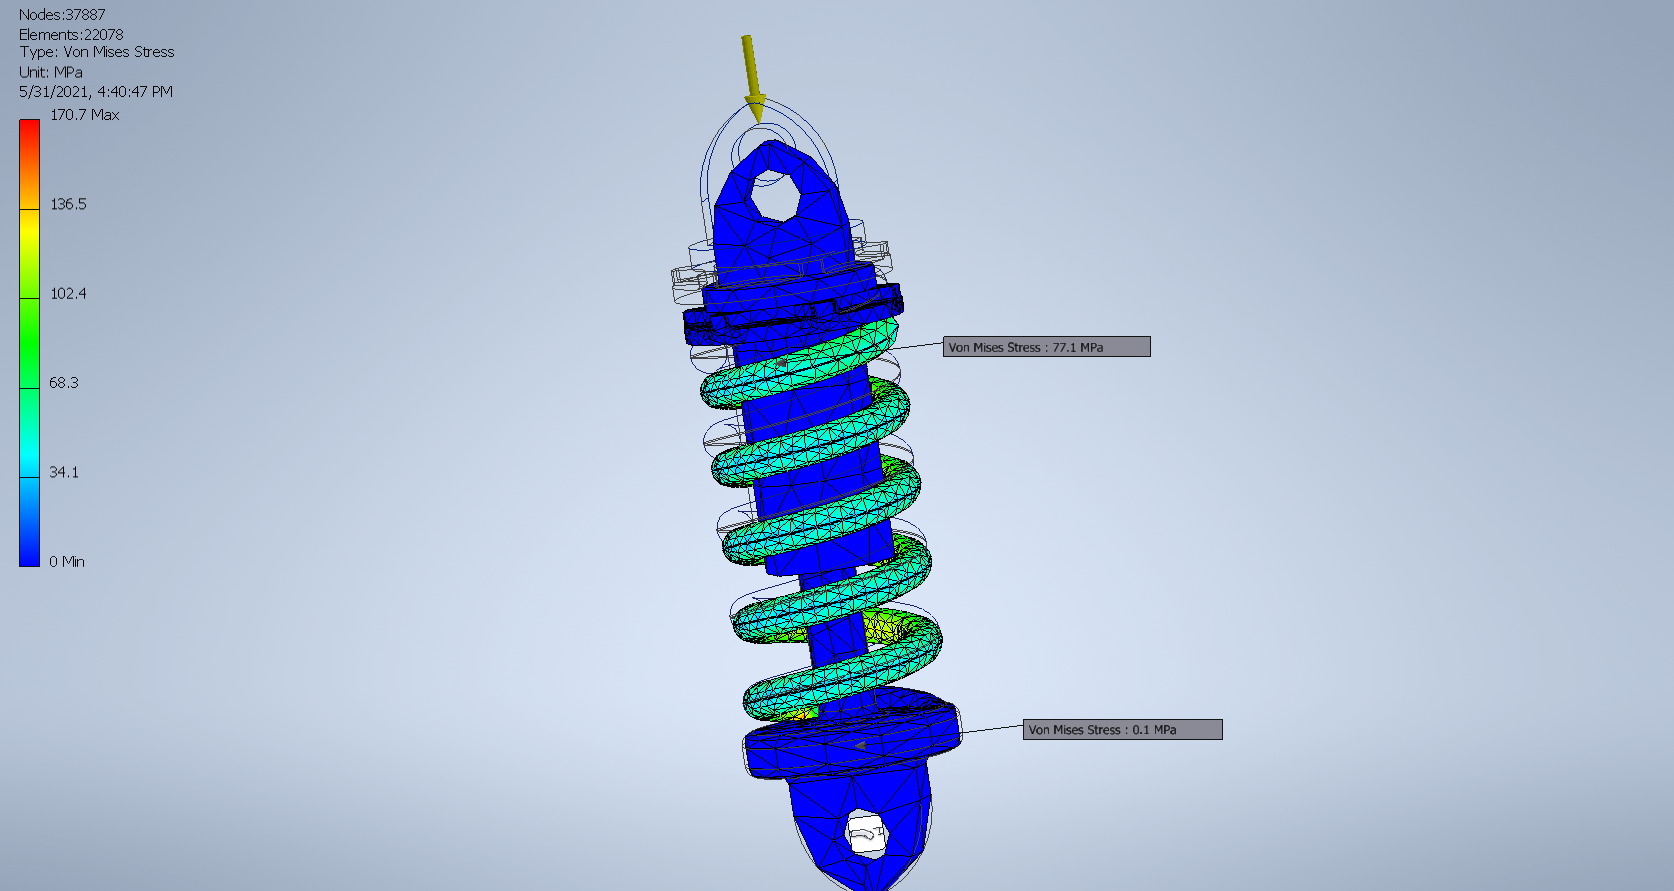 Nodes:37887
Elements:22078
Type: Von Mises Stress
Unit: MPa
5/31/2021, 4:40:47 PM
170.7 Max
136.5
102.4
68.3
34.1
0 Min
Von Mises Stress : 77.1 MPa
Von Mises Stress : 0.1 MPa